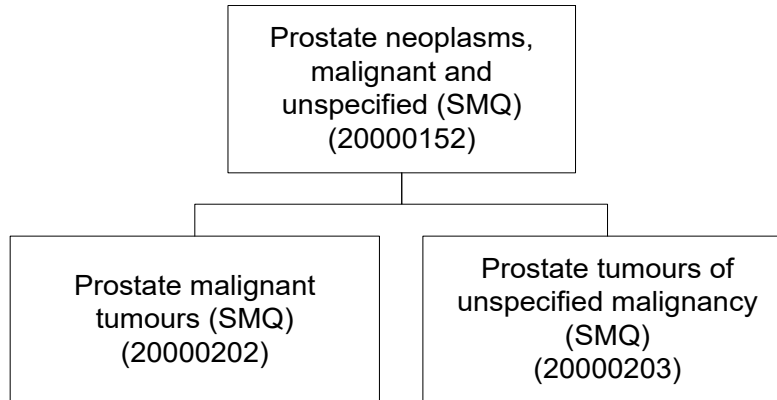 Prostate neoplasms,
malignant and
unspecified (SMQ)
(20000152)
Prostate malignant
tumours (SMQ)
(20000202)
Prostate tumours of
unspecified malignancy
(SMQ)
(20000203)